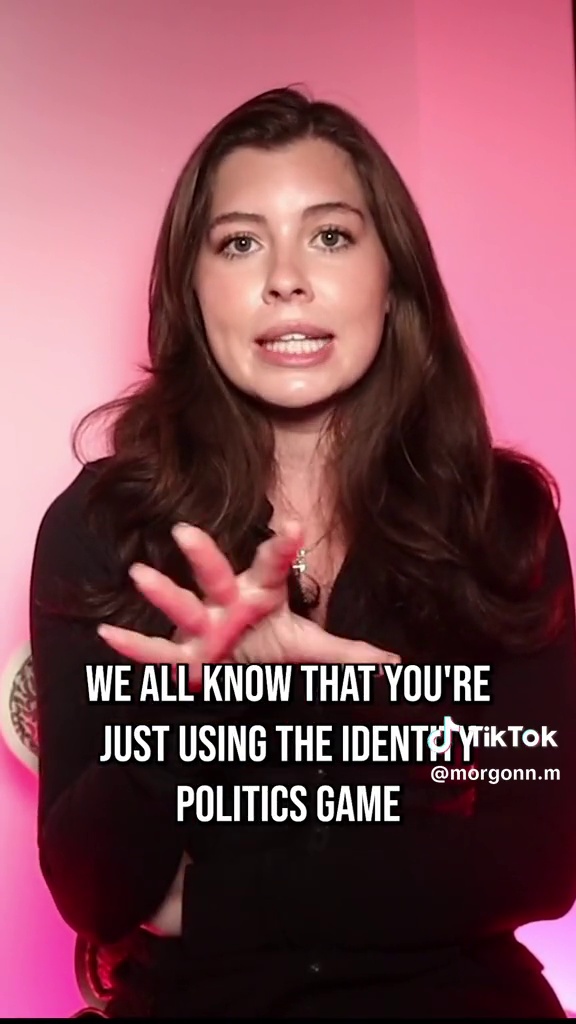 WE ALL KNOW THAT YOU'RE
JUST USING THE IDENTITY
POLITICS GAME
TikTok
@morgonn.m